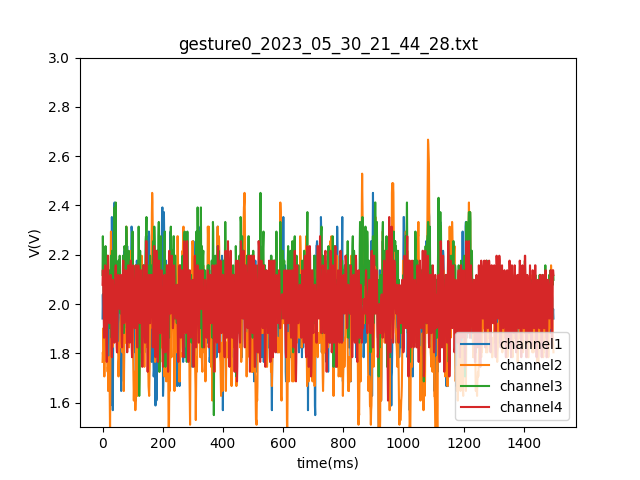 gesture0_2023_05_30_21_44_28.txt
3.0
2.8
2.6
2.4
2.2
2.0
1.8
1.6
V(V)
channel1
channel2
channel3
channel4
0 200 400 600 800 1000 1200 1400
time(ms)